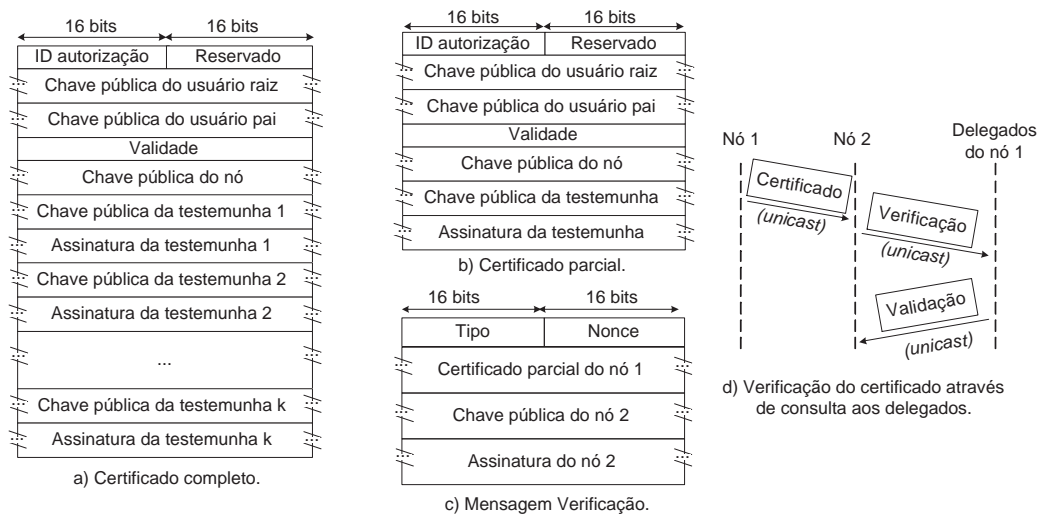 16 bits 16 bits
ID autorização Reservado
Chave pública do usuário raiz
Chave pública do usuário pai
Validade
Chave pública do nó
Chave pública da testemunha 1
Assinatura da testemunha 1
Chave pública da testemunha 2
Assinatura da testemunha 2
...
Chave pública da testemunha k
Assinatura da testemunha k
a) Certificado completo.
16 bits 16 bits
ID autorização Reservado
Chave pública do usuário raiz
Chave pública do usuário pai
Validade
Chave pública do nó
Chave pública da testemunha
Assinatura da testemunha
b) Certificado parcial.
16 bits 16 bits
Tipo Nonce
Certificado parcial do nó 1
Chave pública do nó 2
Assinatura do nó 2
c) Mensagem Verificação.
Nó 1 Nó 2 Delegados
do nó 1
Certificado
(unicast)
Verificação
(unicast)
Validação
(unicast)
d) Verificação do certificado através
de consulta aos delegados.